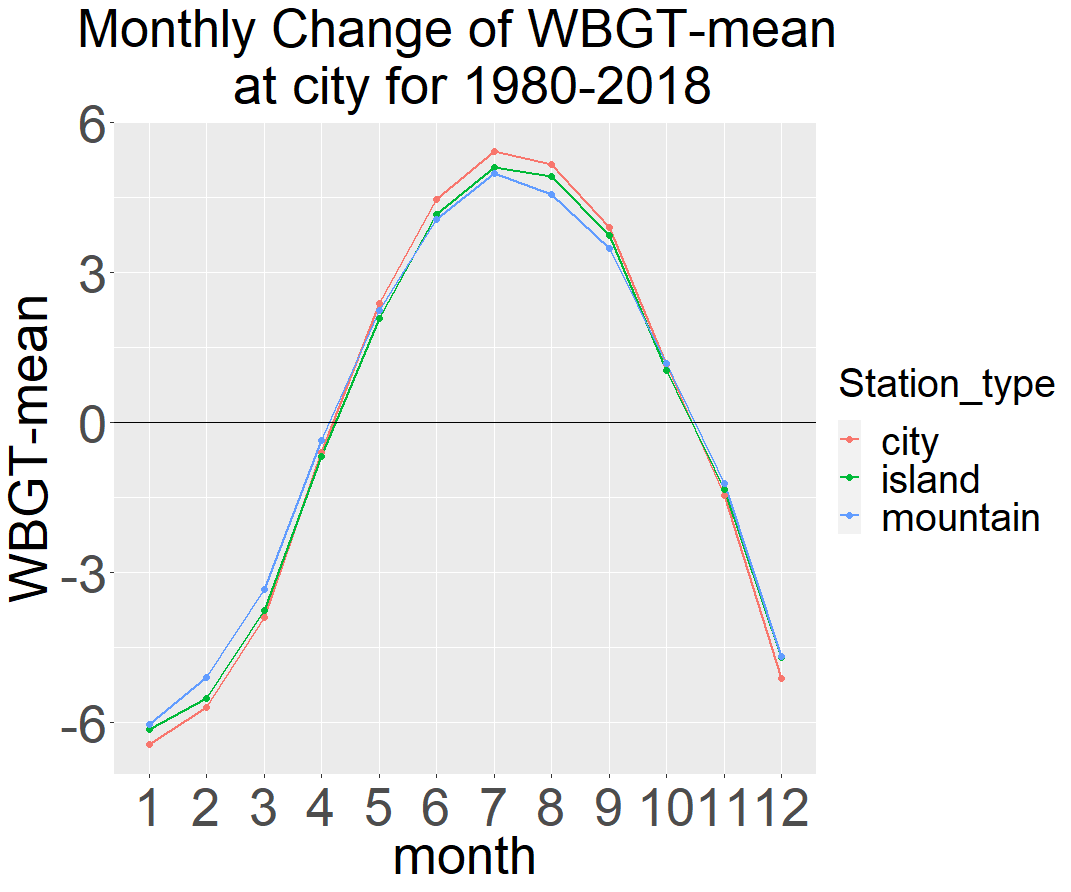 Monthly Change of WBGT-mean
at city for 1980-2018
6
3
0
-3
-6
WBGT-mean
1 2 3 4 5 6 7 8 9 10 11 12
month
Station_type
city
island
mountain